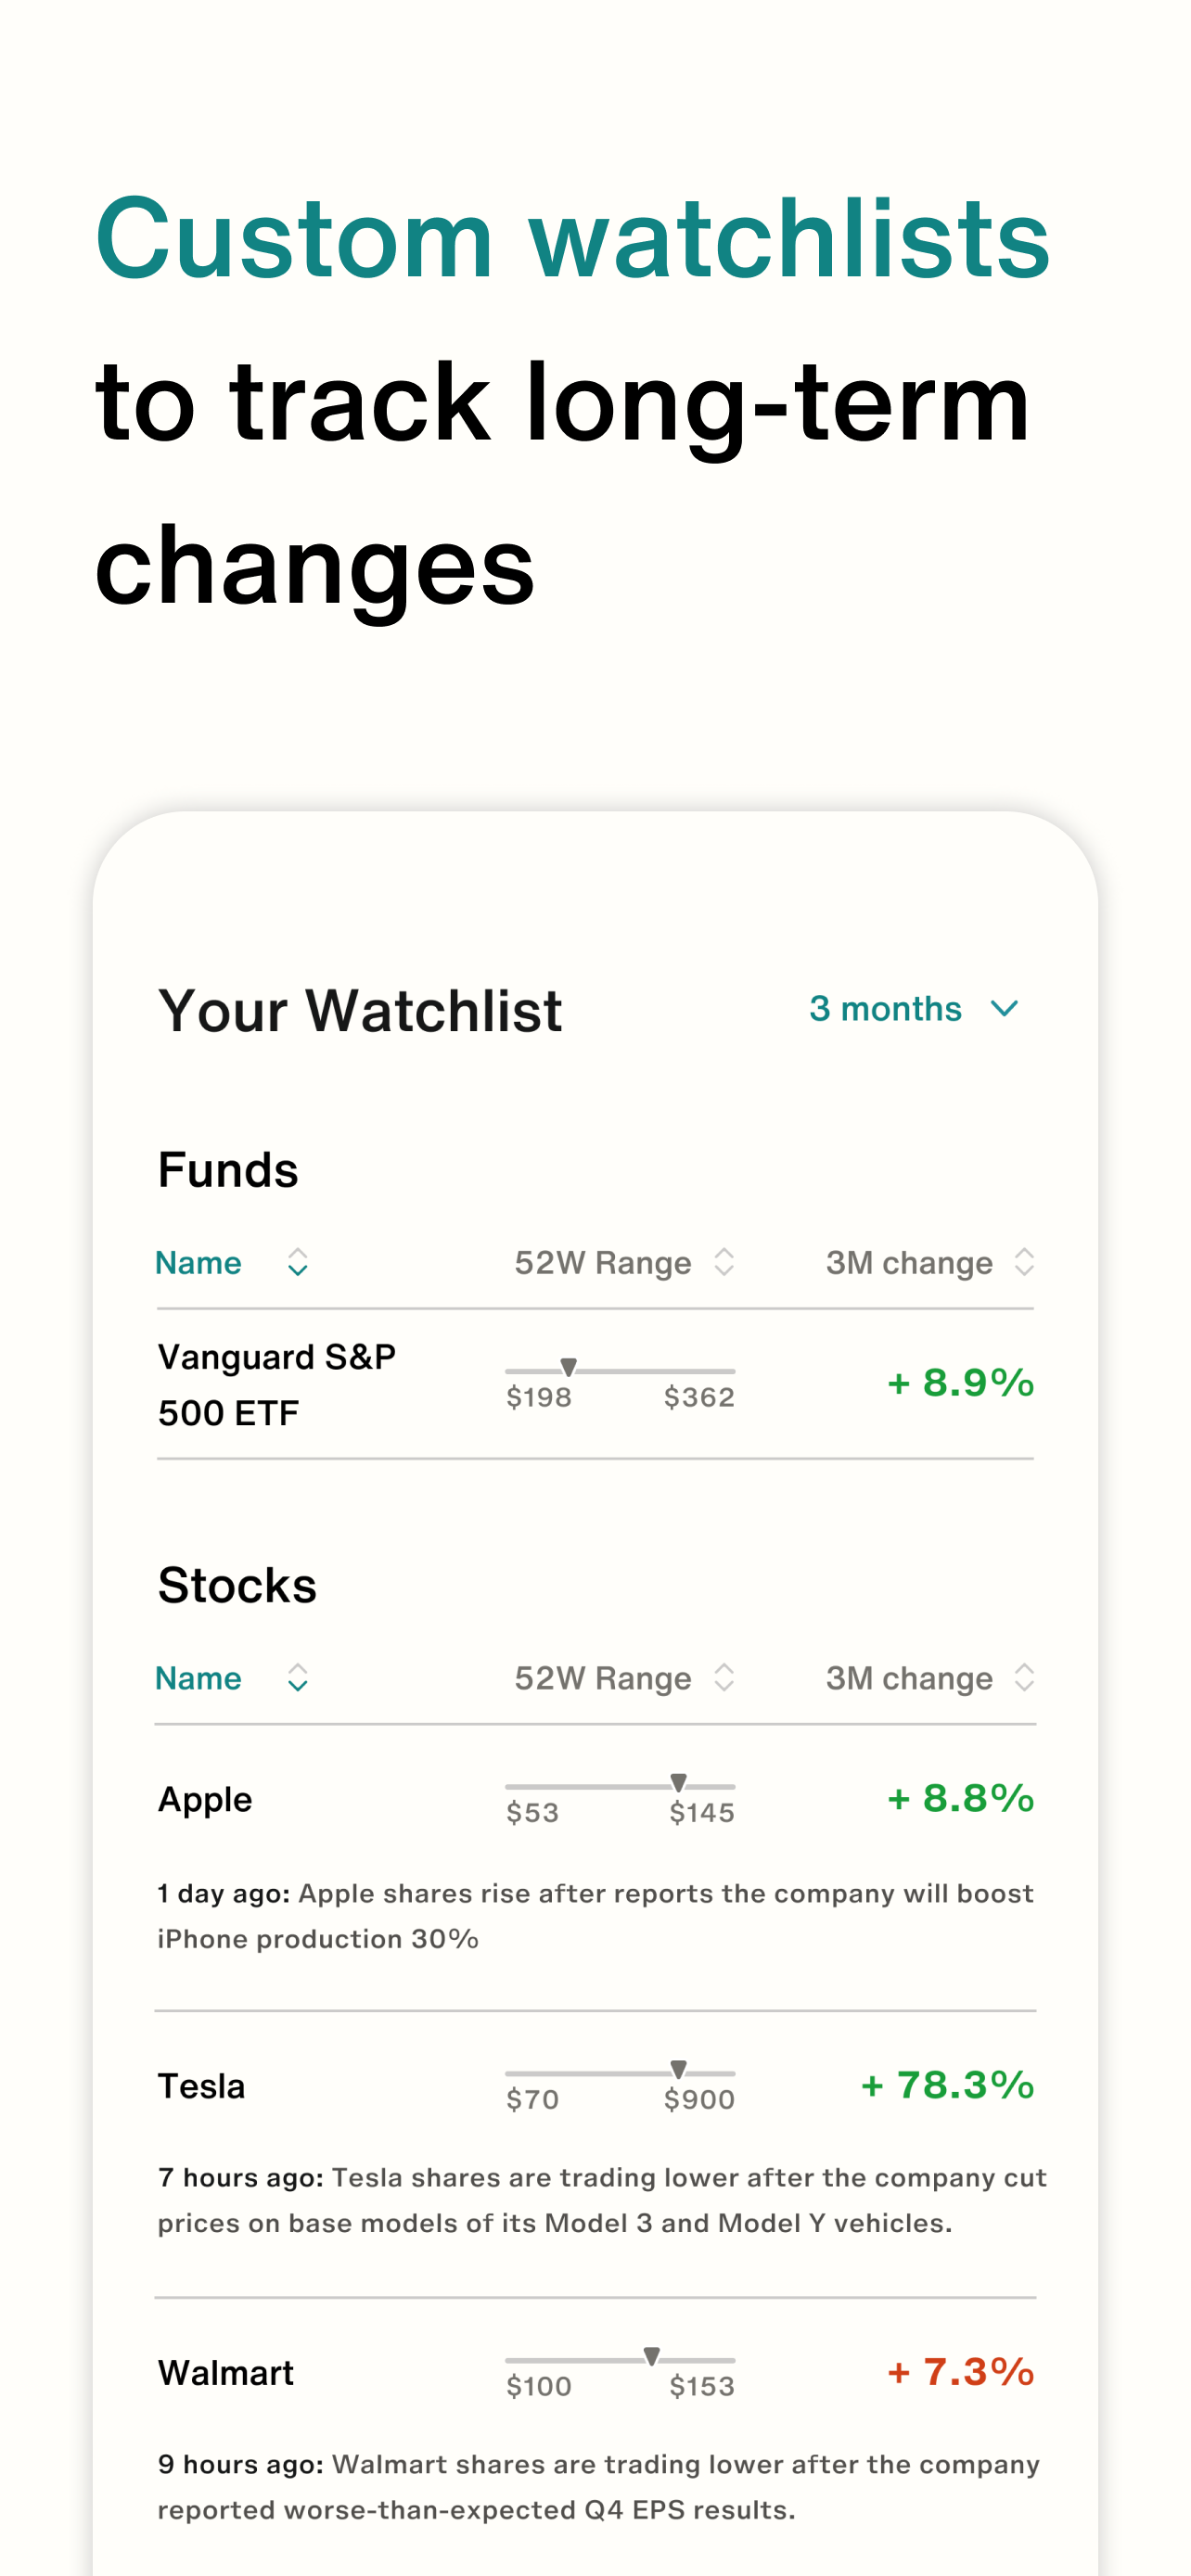 Custom watchlists
to track long-term
changes
Your Watchlist
3 months
Funds
Name 52W Range 3M change
Vanguard S&P
500 ETF
$198 $362
+ 8.9%
Stocks
Name 52W Range 3M change
Apple
$53 $145
+ 8.8%
1 day ago: Apple shares rise after reports the company will boost
iPhone production 30%
Tesla
$70 $900
+ 78.3%
7 hours ago: Tesla shares are trading lower after the company cut
prices on base models of its Model 3 and Model Y vehicles.
Walmart
$100 $153
+ 7.3%
9 hours ago: Walmart shares are trading lower after the company
reported worse-than-expected Q4 EPS results.